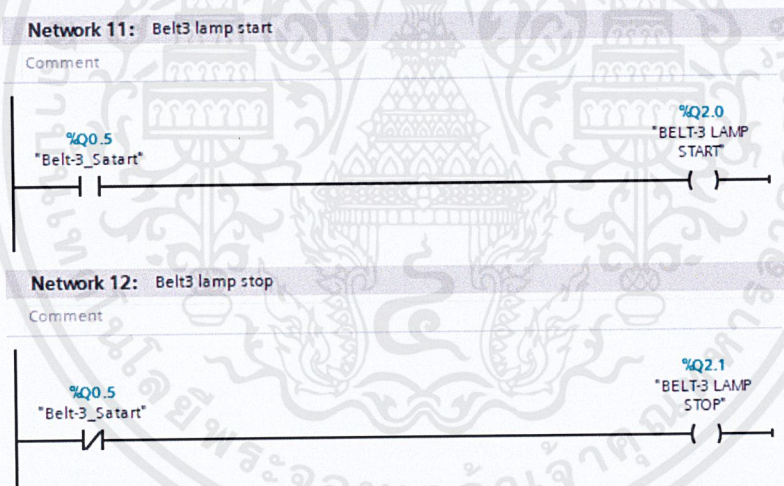 Network 11: Belt3 lamp start
Comment
%Q0.5
"Belt-3_Satart"
%Q2.0
"BELT-3 LAMP
START"
Network 12: Belt3 lamp stop
Comment
%Q0.5
"Belt-3_Satart"
%Q2.1
"BELT-3 LAMP
STOP"